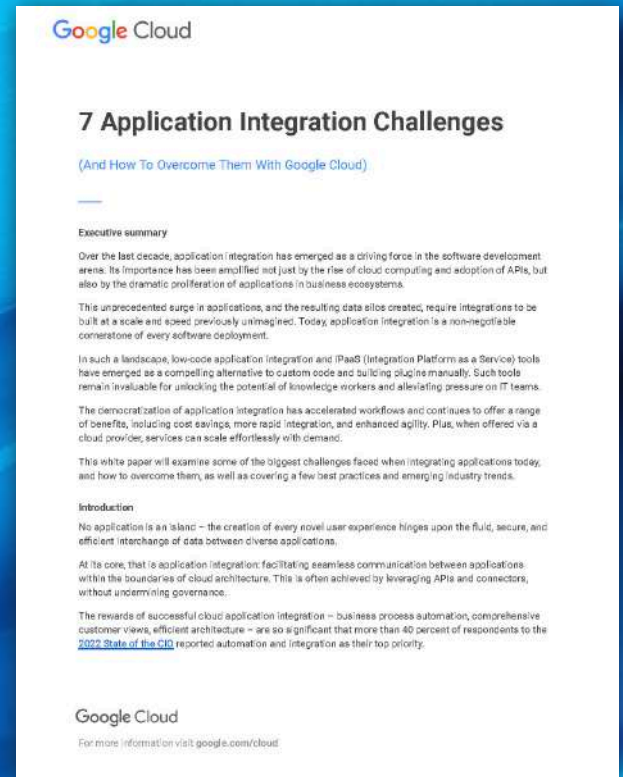 Google Cloud
7 Application Integration Challenges
(And How To Overcome Them With Google Cloud)
Executive summary
Over the last decade, application integration has emerged as a driving force in the software development
arena. Its importance has been amplified not just by the rise of cloud computing and adoption of APIs, but
also by the dramatic proliferation of applications in business ecosystems.
This unprecedented surge in applications, and the resulting data silos created, require integrations to be
built at a scale and speed previously unimagined. Today, application integration is a non-negotiable
cornerstone of every software deployment.
In such a landscape, low-code application integration and iPaaS (Integration Platform as a Service) tools
have emerged as a compelling alternative to custom code and building plugins manually. Such tools
remain invaluable for unlocking the potential of knowledge workers and alleviating pressure on IT teams.
The democratization of application integration has accelerated workflows and continues to offer a range
of benefits, including cost savings, more rapid integration, and enhanced agility. Plus, when offered via a
cloud provider, services can scale effortlessly with demand.
This white paper will examine some of the biggest challenges faced when integrating applications today,
and how to overcome them, as well as covering a few best practices and emerging industry trends.
Introduction
No application is an island – the creation of every novel user experience hinges upon the fluid, secure, and
efficient interchange of data between diverse applications.
At its core, that is application integration: facilitating seamless communication between applications
within the boundaries of cloud architecture. This is often achieved by leveraging APIs and connectors,
without undermining governance.
The rewards of successful cloud application integration – business process automation, comprehensive
customer views, efficient architecture – are so significant that more than 40 percent of respondents to the
2022 State of the CIO reported automation and integration as their top priority.
Google Cloud
For more information visit google.com/cloud